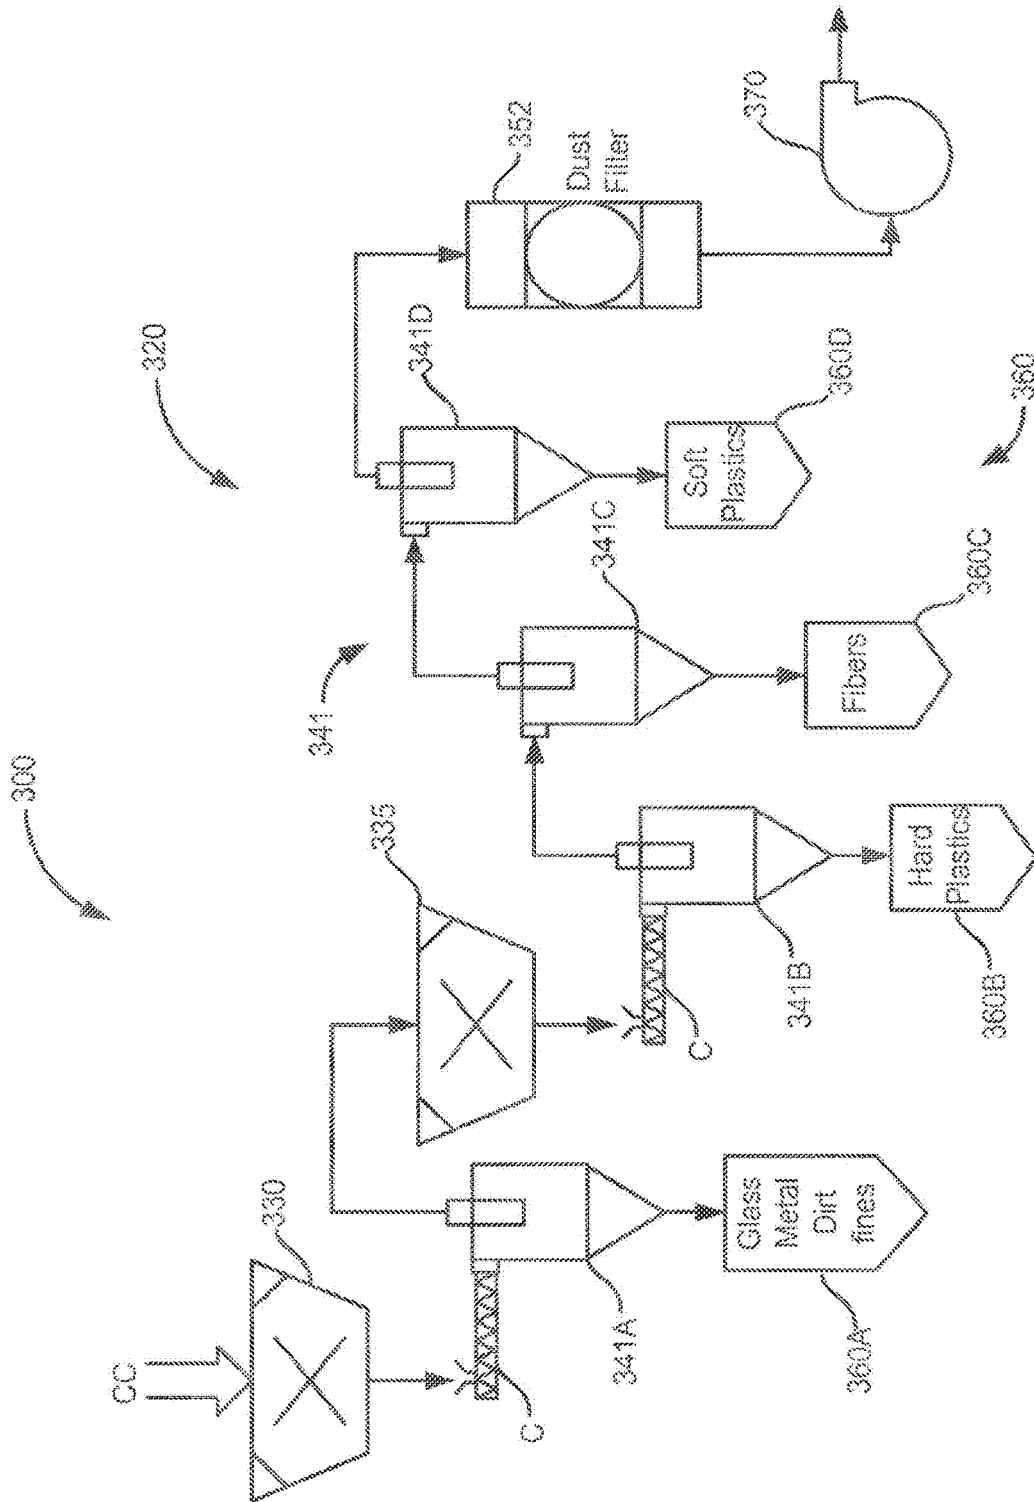 300
CC
320
330
341
335
341D
352
C
Dust
Filter
341C
341A
C
Soft
Plastics
Glass
Metal
Dirt
fines
370
341B
360D
Fibers
360A
Hard
Plastics
360C
360B
360